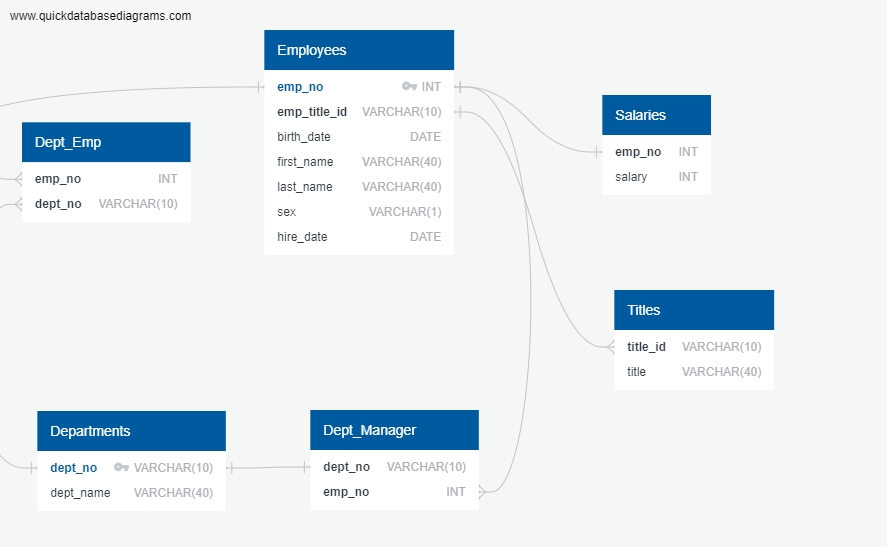 www.quickdatabasediagrams.com
Employees
emp_no INT
emp_title_id VARCHAR(10)
birth_date DATE
first_name VARCHAR(40)
last_name VARCHAR(40)
sex VARCHAR(1)
hire_date DATE
Salaries
emp_no INT
salary INT
Dept_Emp
emp_no INT
dept_no VARCHAR(10)
Titles
title_id VARCHAR(10)
title VARCHAR(40)
Departments
dept_no VARCHAR(10)
dept_name VARCHAR(40)
Dept_Manager
dept_no VARCHAR(10)
emp_no INT